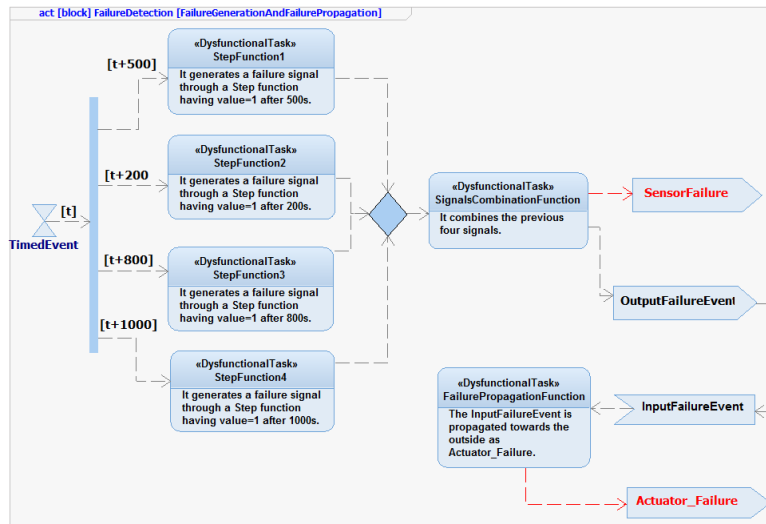 act [block] FailureDetection [FailureGenerationAndFailurePropagation]
[t+500]
«DysfunctionalTask»
StepFunction1
It generates a failure signal
through a Step function
having value=1 after 500s.
[t+200
«DysfunctionalTask»
StepFunction2
It generates a failure signal
through a Step function
having value=1 after 200s.
[t]
TimedEvent
[t+800]
«DysfunctionalTask»
StepFunction3
It generates a failure signal
through a Step function
having value=1 after 800s.
[t+1000]
«DysfunctionalTask»
StepFunction4
It generates a failure signal
through a Step function
having value=1 after 1000s.
«DysfunctionalTask»
SignalsCombinationFunction
It combines the previous
four signals.
SensorFailure
OutputFailureEvent
«DysfunctionalTask»
FailurePropagationFunction
The InputFailureEvent is
propagated towards the
outside as
Actuator_Failure.
InputFailureEvent
Actuator_Failure